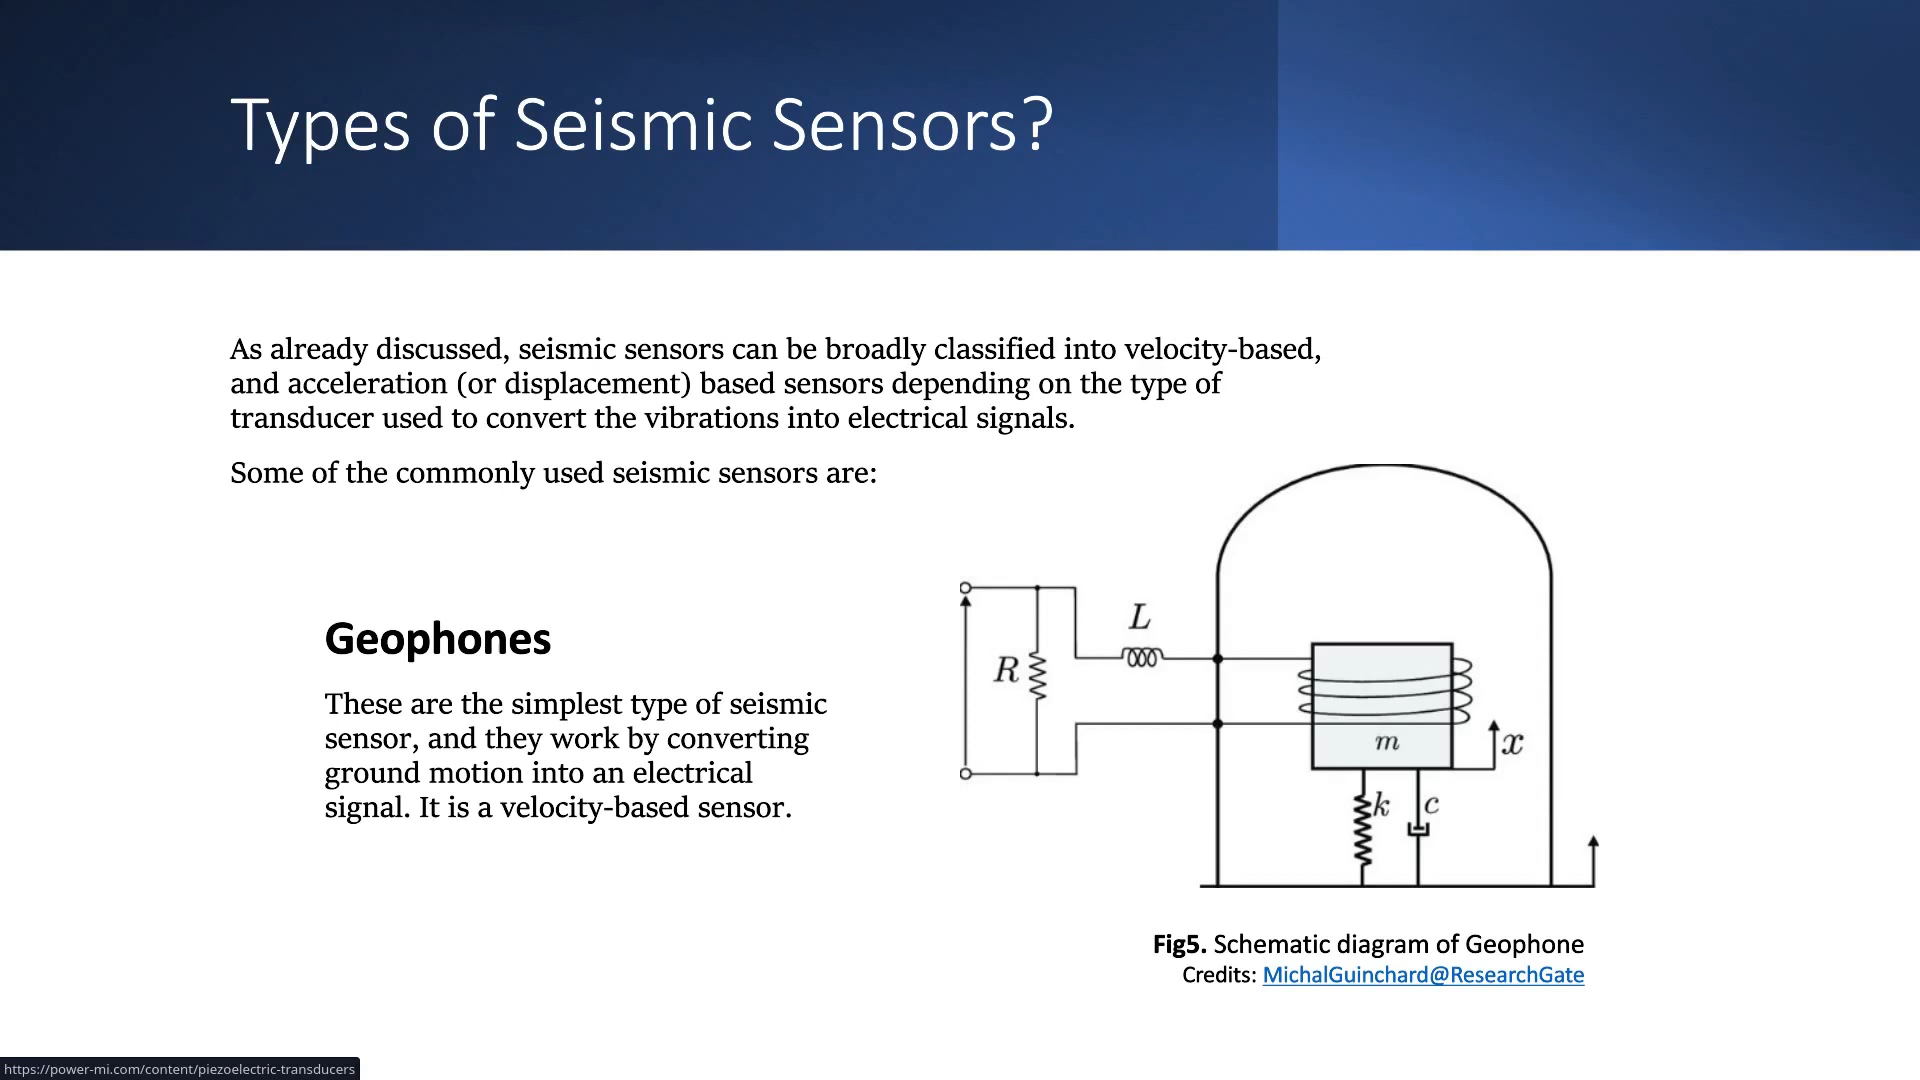 Types of Seismic Sensors?
As already discussed, seismic sensors can be broadly classified into velocity-based,
and acceleration (or displacement) based sensors depending on the type of
transducer used to convert the vibrations into electrical signals.
Some of the commonly used seismic sensors are:
Geophones
These are the simplest type of seismic
sensor, and they work by converting
ground motion into an electrical
signal. It is a velocity-based sensor.
L
R
m
x
k
c
Fig5. Schematic diagram of Geophone
Credits: MichalGuinchard@ResearchGate
https://power-mi.com/content/piezoelectric-transducers